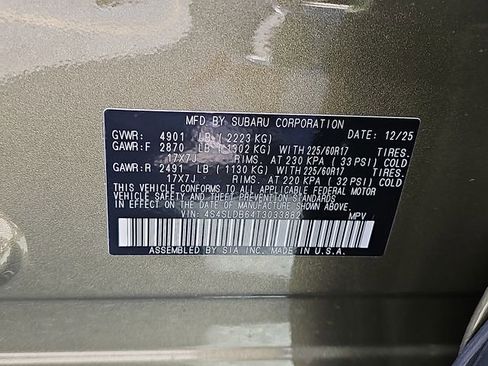 MFD BY SUBARU CORPORATION
GVWR: 4901 LB ( 2223 KG) DATE: 12/25
GAWR:F 2870 LB ( 1302 KG) WITH 225/60R17 TIRES.
17X7J RIMS. AT 230 KPA ( 33 PSI) COLD
GAWR:R 2491 LB ( 1130 KG) WITH 225/60R17 TIRES.
17X7J RIMS. AT 220 KPA ( 32 PSI) COLD
THIS VEHICLE CONFORMS TO ALL APPLICABLE FEDERAL MOTOR
VEHICLE SAFETY AND THEFT PREVENTION STANDARDS
IN EFFECT ON THE DATE OF MANUFACTURE SHOWN ABOVE.
VIN: 4S4SLDB64T3033862 MPV
ASSEMBLED BY SIA INC. MADE IN U.S.A.